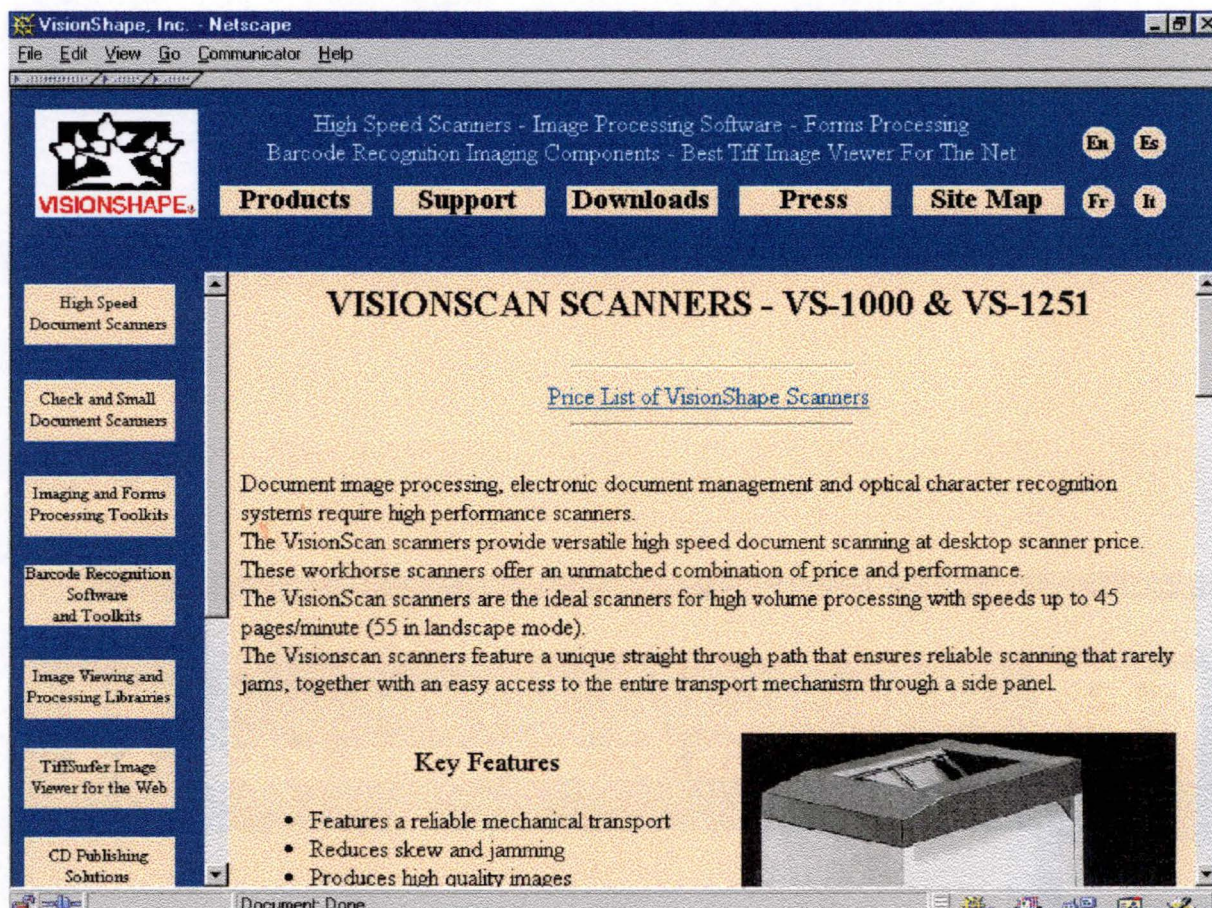 VisionShape, Inc. - Netscape
File Edit View Go Communicator Help
High Speed Scanners - Image Processing Software - Forms Processing
Barcode Recognition Imaging Components - Best Tiff Image Viewer For The Net
En Es
VISIONSHAPE®
Products Support Downloads Press Site Map Fr It
High Speed
Document Scanners
Check and Small
Document Scanners
Imaging and Forms
Processing Toolkits
Barcode Recognition
Software
and Toolkits
Image Viewing and
Processing Librairies
TiffSurfer Image
Viewer for the Web
CD Publishing
Solutions
VISIONSCAN SCANNERS - VS-1000 & VS-1251
Price List of VisionShape Scanners
Document image processing, electronic document management and optical character recognition
systems require high performance scanners.
The VisionScan scanners provide versatile high speed document scanning at desktop scanner price.
These workhorse scanners offer an unmatched combination of price and performance.
The VisionScan scanners are the ideal scanners for high volume processing with speeds up to 45
pages/minute (55 in landscape mode).
The Visionscan scanners feature a unique straight through path that ensures reliable scanning that rarely
jams, together with an easy access to the entire transport mechanism through a side panel.
Key Features
• Features a reliable mechanical transport
• Reduces skew and jamming
• Produces high quality images
Document: Done